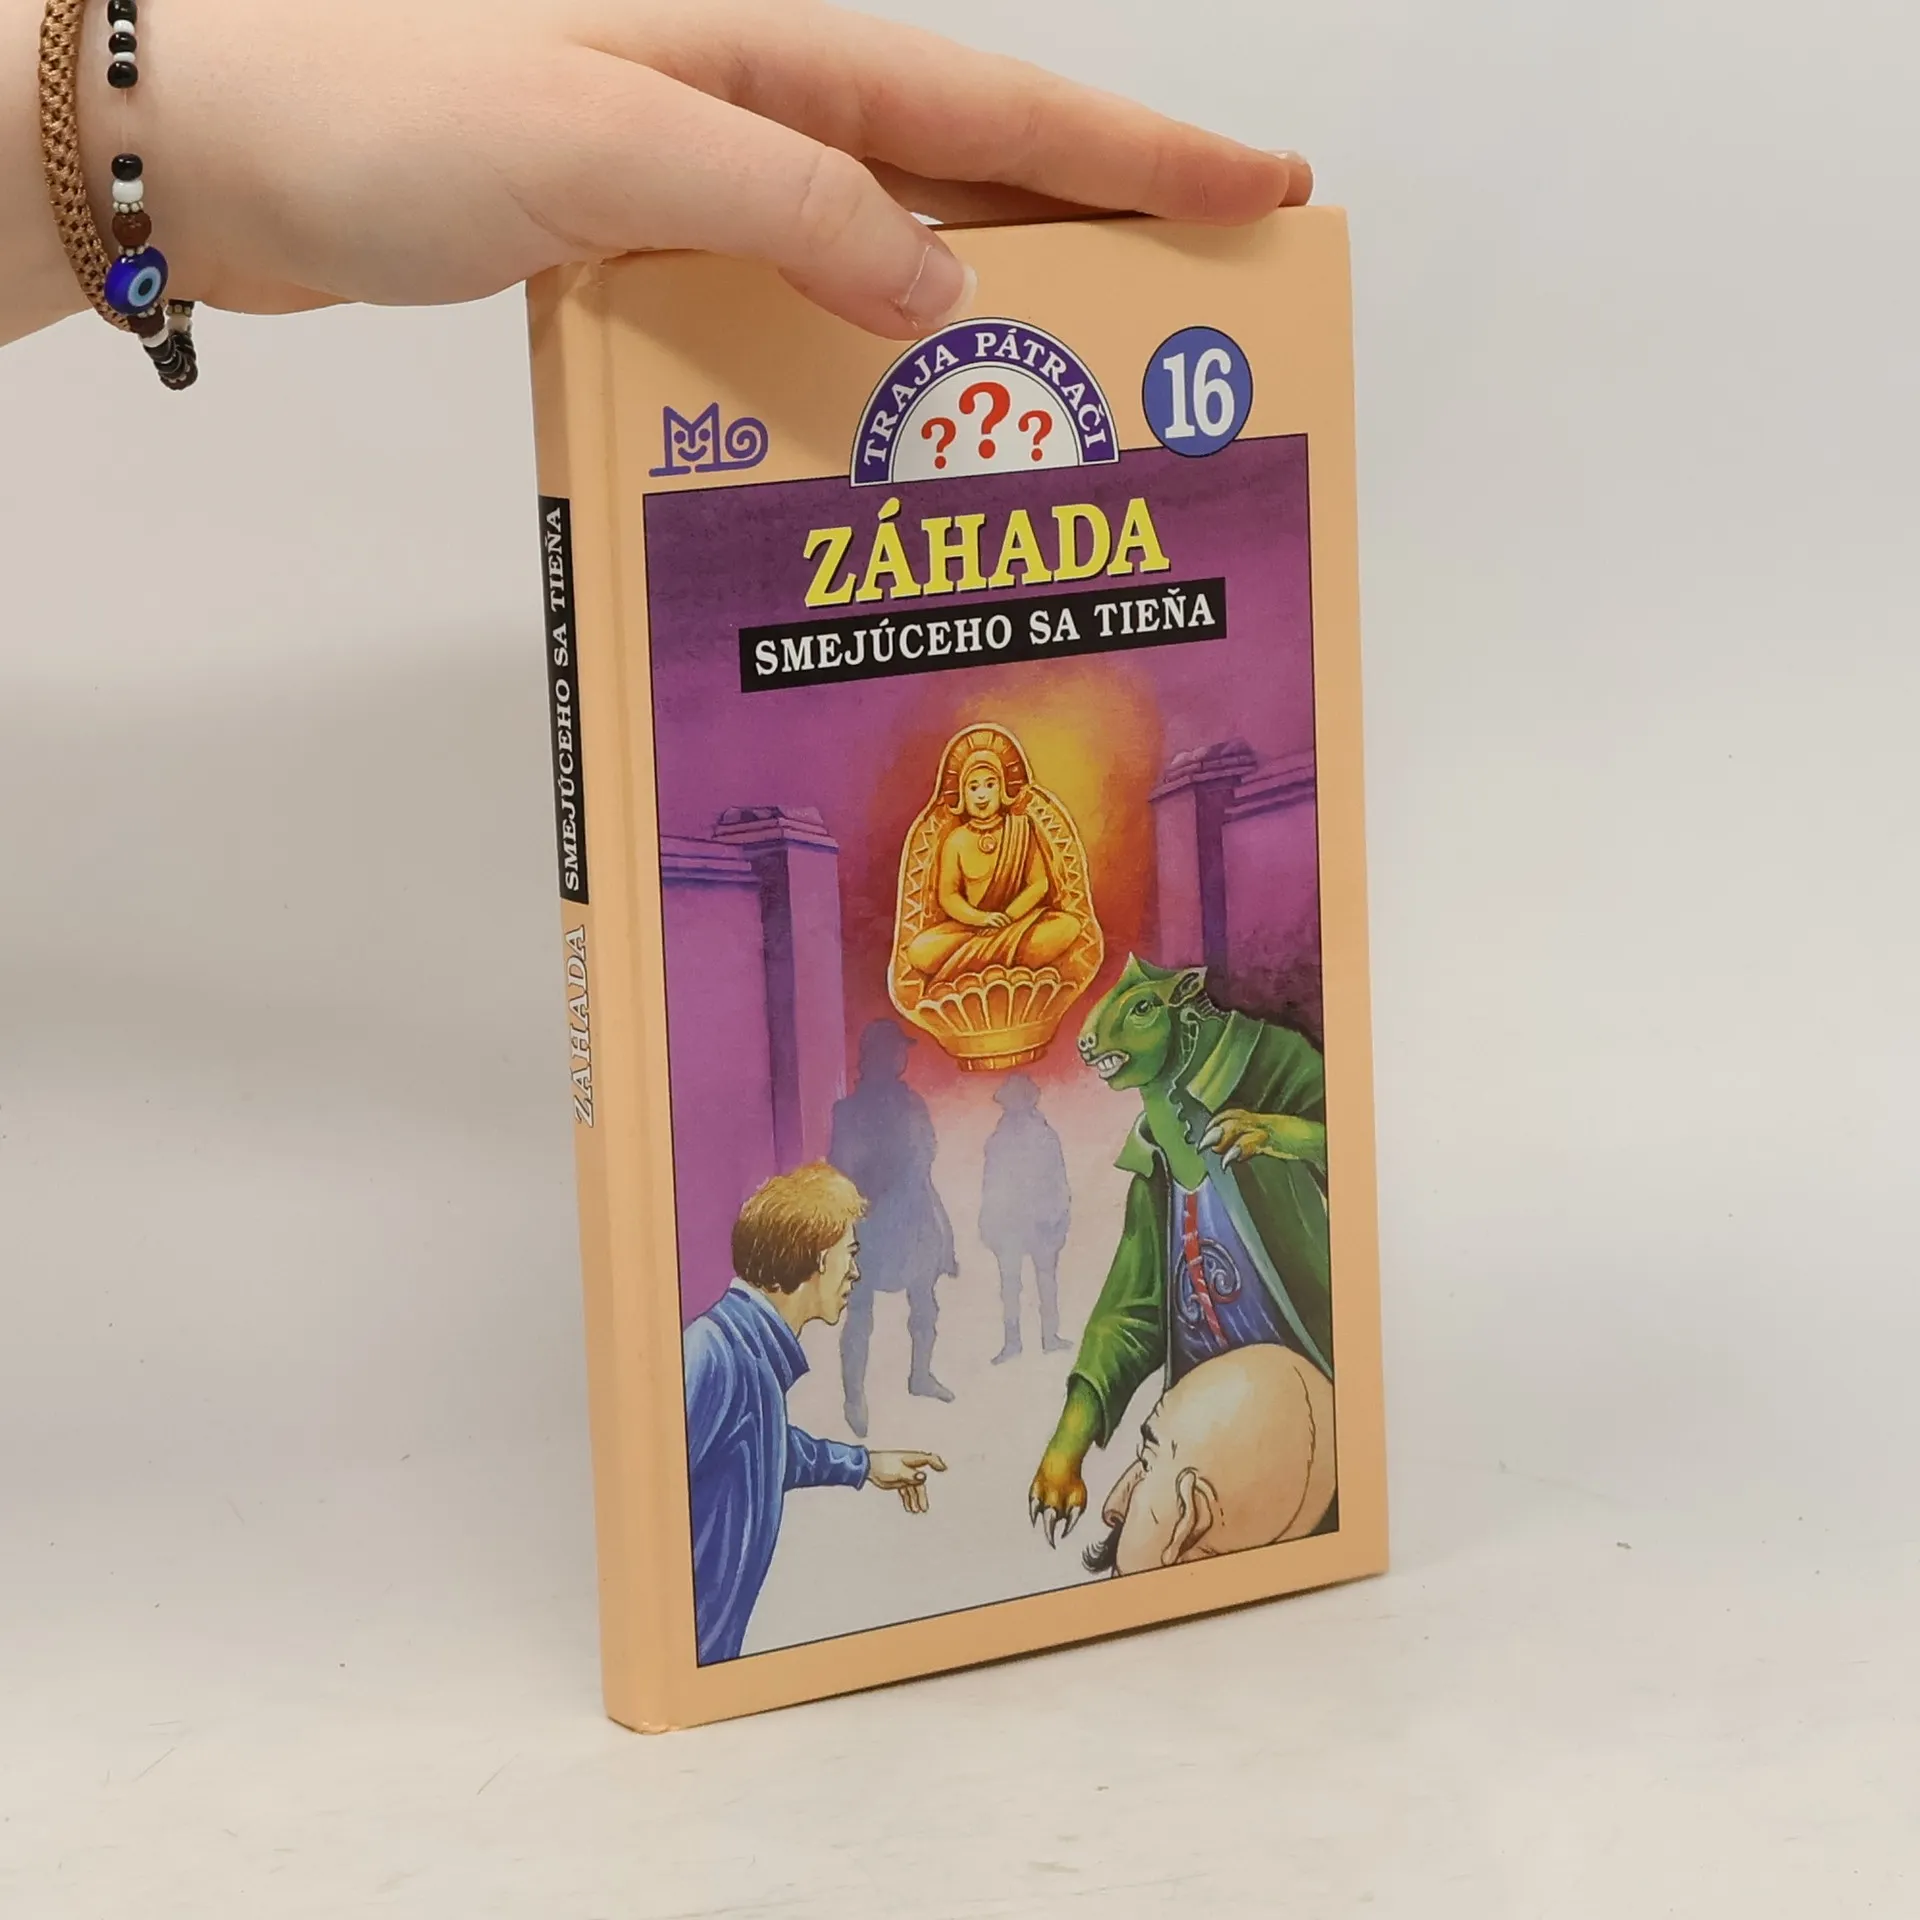 TRAJA PÁTRAČI
???
16
ZÁHADA
SMEJÚCEHO SA TIEŇA
ZÁHADA SMEJÚCEHO SA TIEŇA